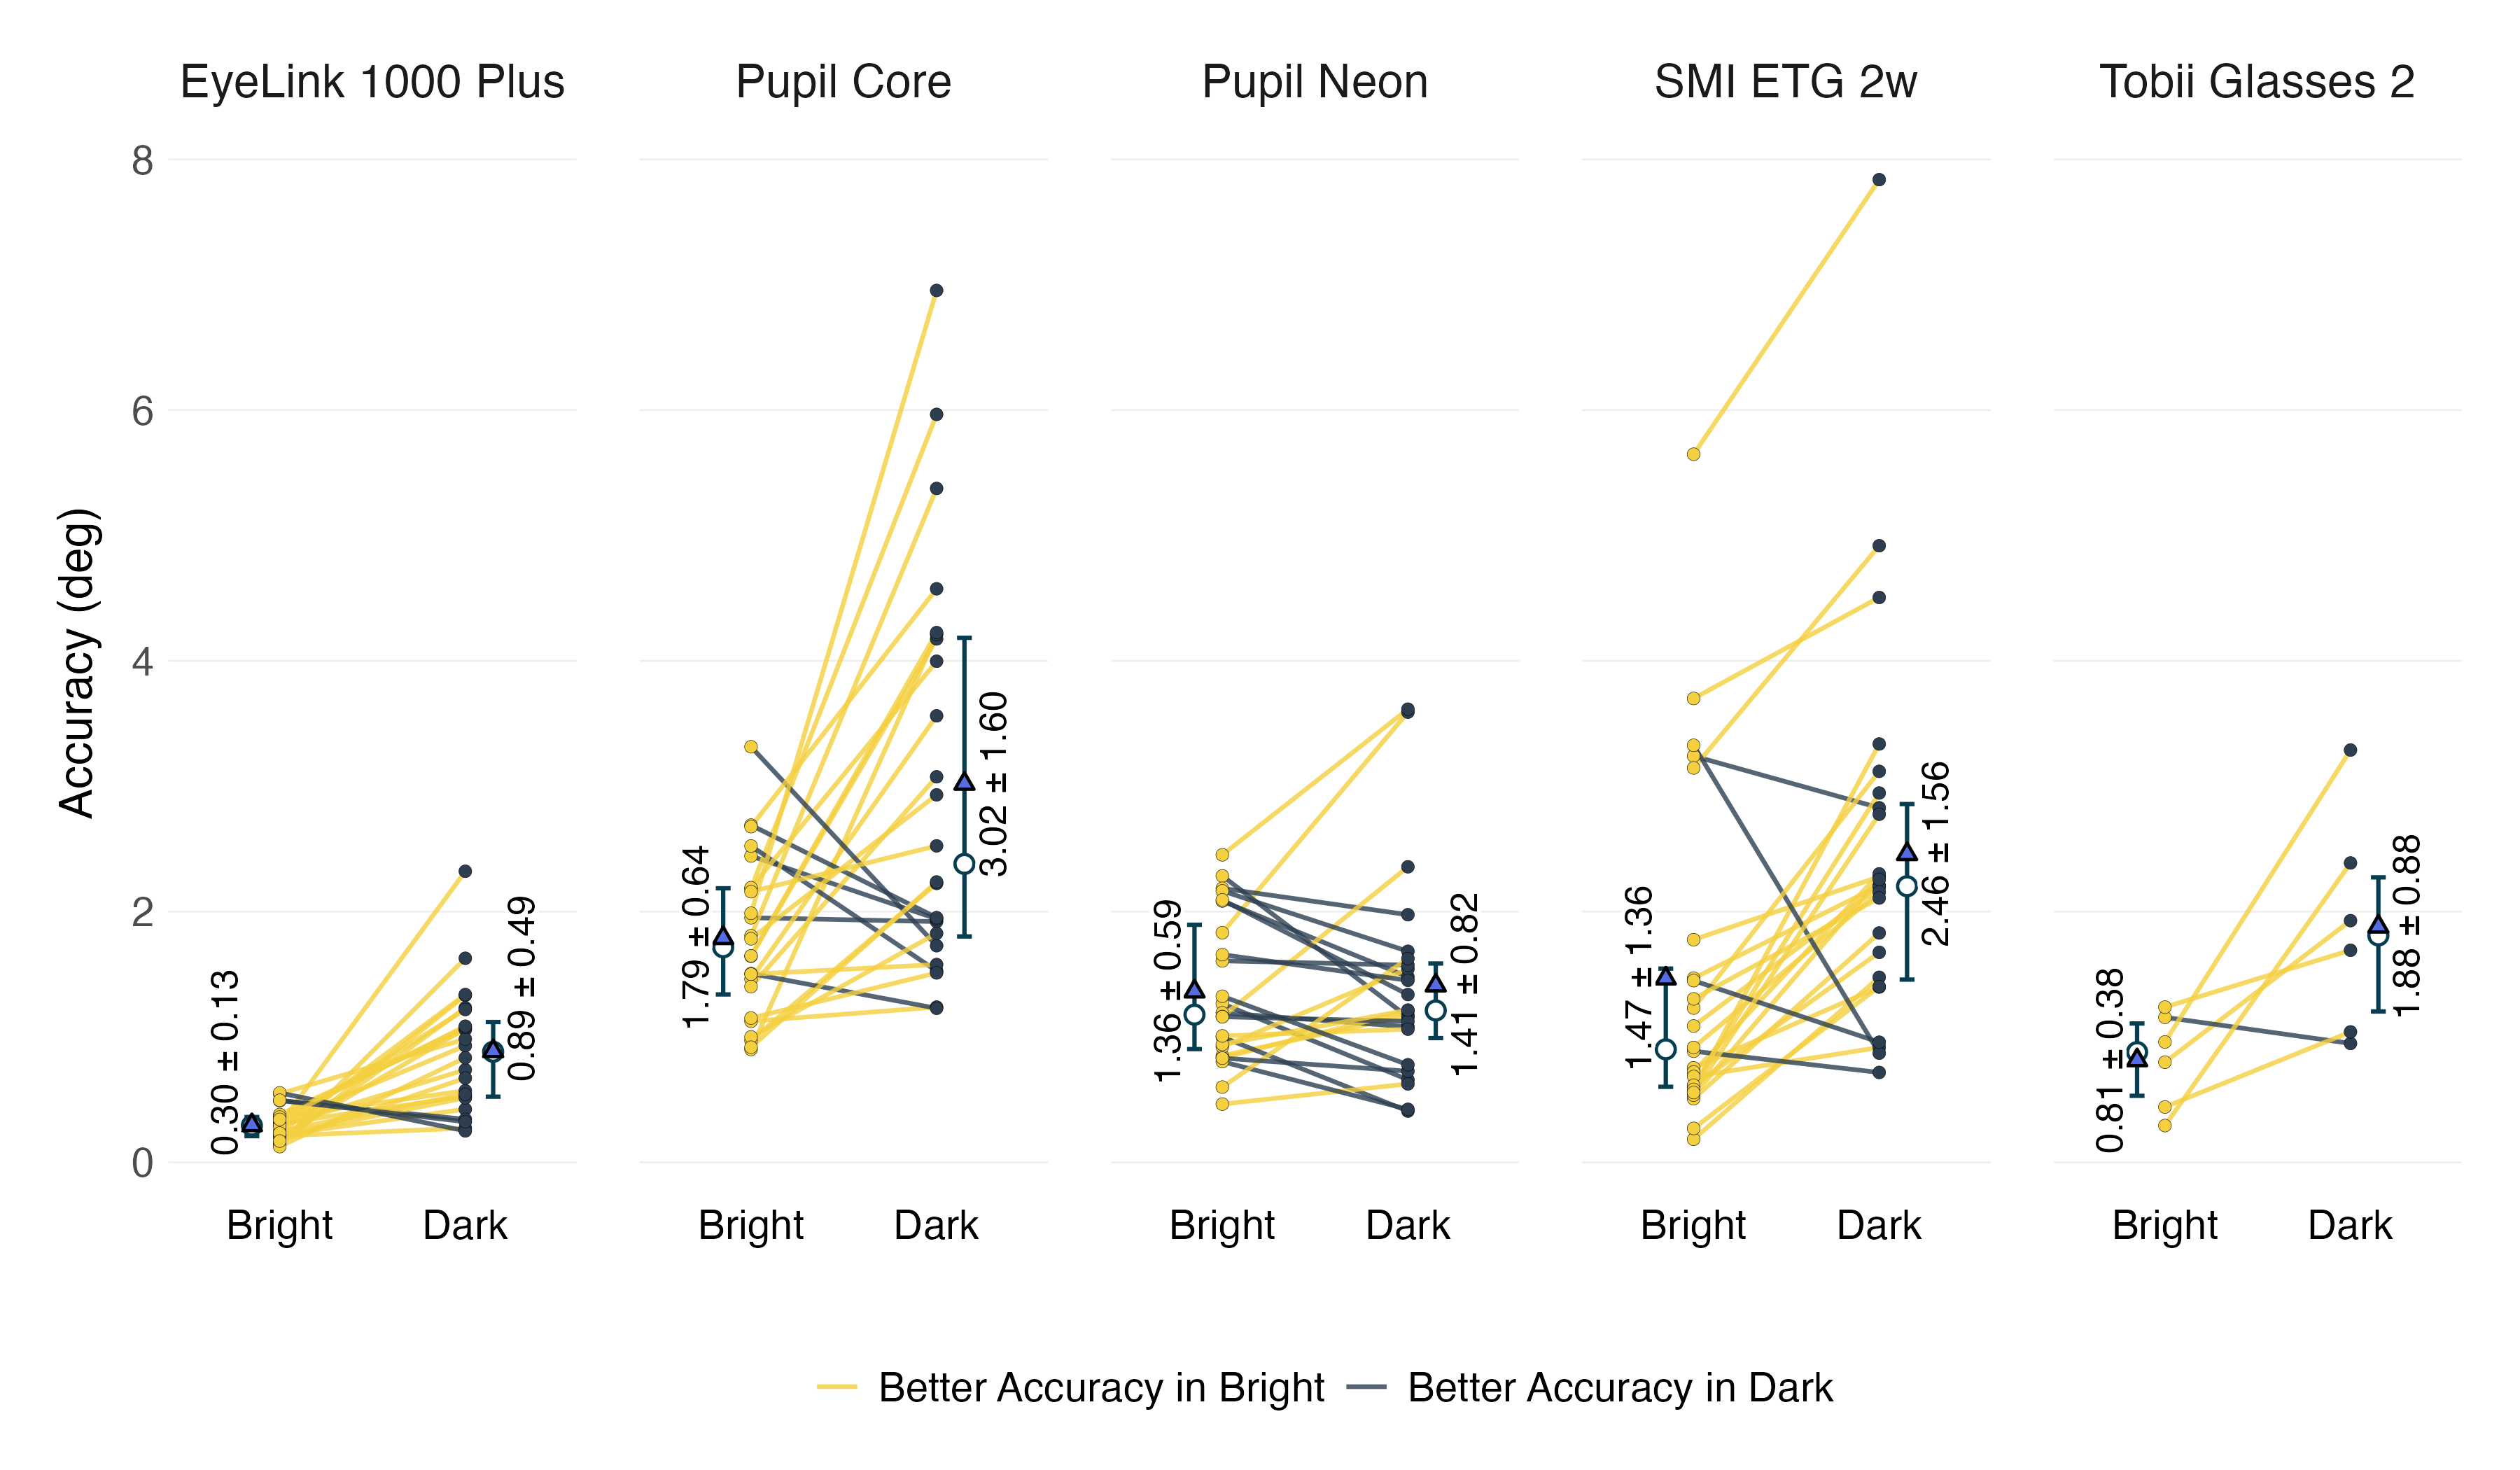 EyeLink 1000 Plus
Pupil Core
Pupil Neon
SMI ETG 2w
Tobii Glasses 2
Accuracy (deg)
8
6
4
2
0
0.30 ± 0.13
0.89 ± 0.49
1.79 ± 0.64
3.02 ± 1.60
1.36 ± 0.59
1.41 ± 0.82
1.47 ± 1.36
2.46 ± 1.56
0.81 ± 0.38
1.88 ± 0.88
Bright
Dark
Bright
Dark
Bright
Dark
Bright
Dark
Bright
Dark
Better Accuracy in Bright
Better Accuracy in Dark